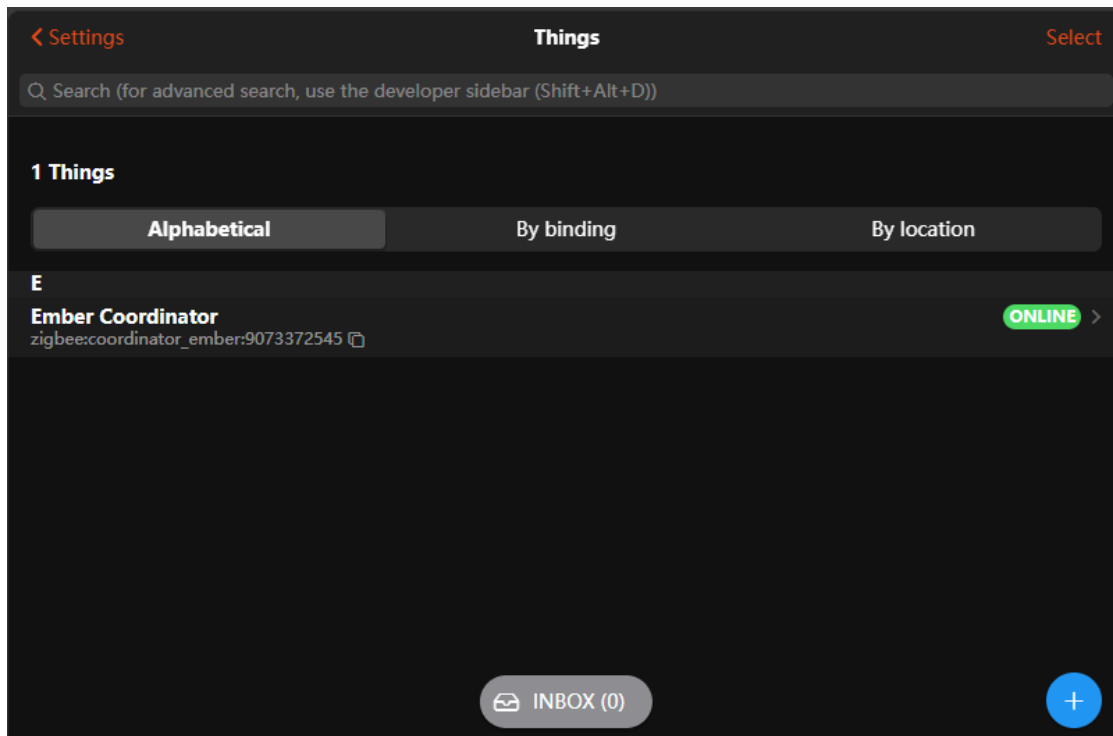 Settings
Things
Select
Search (for advanced search, use the developer sidebar (Shift+Alt+D))
1 Things
Alphabetical
By binding
By location
E
Ember Coordinator
ONLINE
zigbee:coordinator_ember:9073372545
INBOX (0)